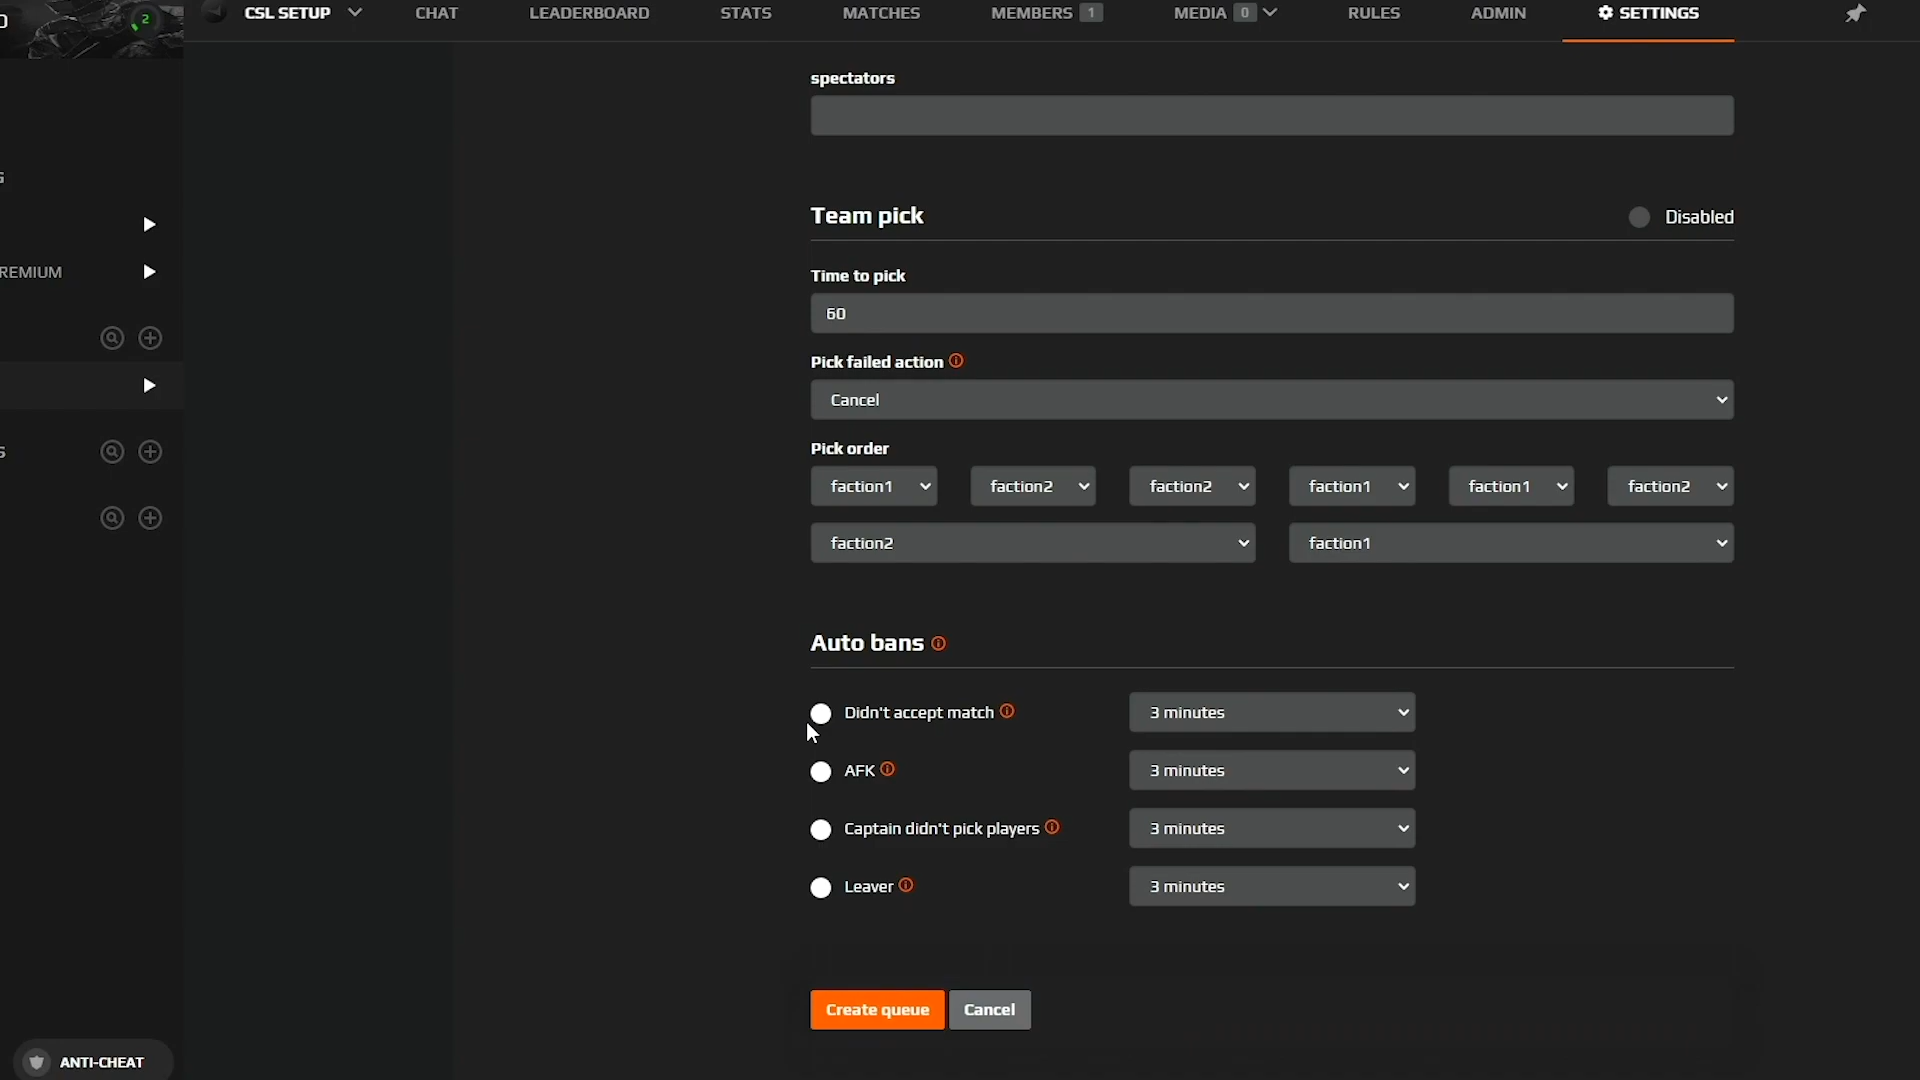 2 CSL SETUP CHAT LEADERBOARD STATS MATCHES MEMBERS 1 MEDIA 0 RULES ADMIN SETTINGS
spectators
Team pick Disabled
Time to pick
REMIUM
60
Pick failed action
Cancel
Pick order
faction1 faction2 faction2 faction1 faction1 faction2
faction2 faction1
Auto bans
Didn't accept match 3 minutes
AFK 3 minutes
Captain didn't pick players 3 minutes
Leaver 3 minutes
Create queue Cancel
ANTI-CHEAT